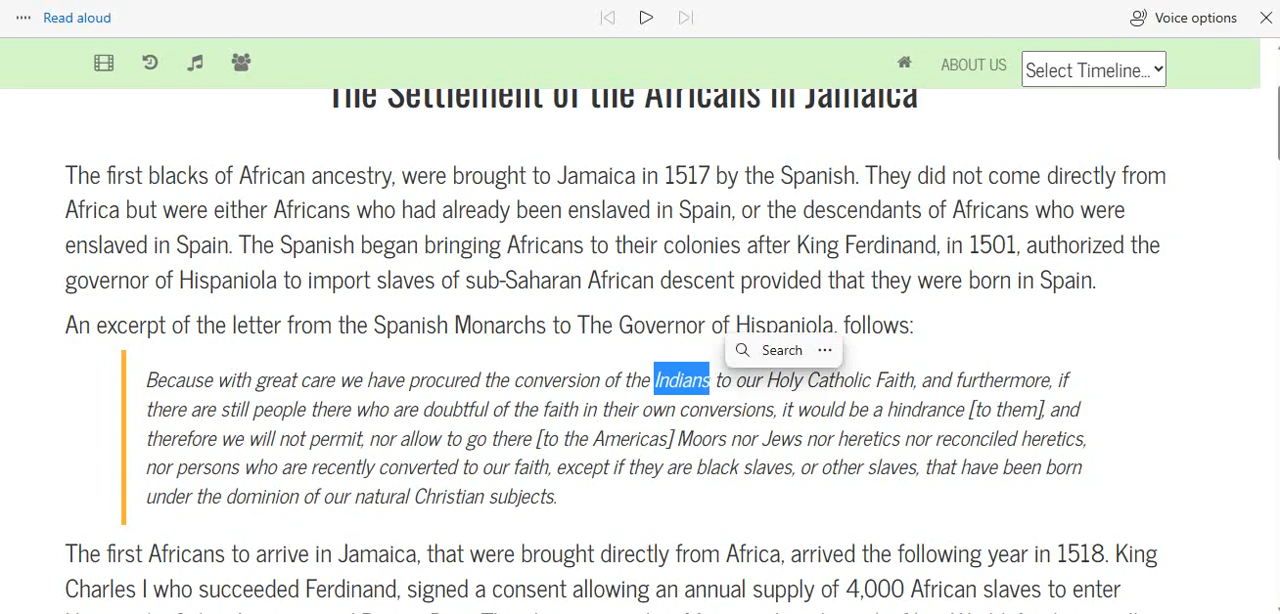 Read aloud
Voice options
ABOUT US
Select Timeline...
The Settlement of the Africans in Jamaica
The first blacks of African ancestry, were brought to Jamaica in 1517 by the Spanish. They did not come directly from
Africa but were either Africans who had already been enslaved in Spain, or the descendants of Africans who were
enslaved in Spain. The Spanish began bringing Africans to their colonies after King Ferdinand, in 1501, authorized the
governor of Hispaniola to import slaves of sub-Saharan African descent provided that they were born in Spain.
An excerpt of the letter from the Spanish Monarchs to The Governor of Hispaniola, follows:
Search
Because with great care we have procured the conversion of the Indians to our Holy Catholic Faith, and furthermore, if
there are still people there who are doubtful of the faith in their own conversions, it would be a hindrance [to them], and
therefore we will not permit, nor allow to go there [to the Americas] Moors nor Jews nor heretics nor reconciled heretics,
nor persons who are recently converted to our faith, except if they are black slaves, or other slaves, that have been born
under the dominion of our natural Christian subjects.
The first Africans to arrive in Jamaica, that were brought directly from Africa, arrived the following year in 1518. King
Charles I who succeeded Ferdinand, signed a consent allowing an annual supply of 4,000 African slaves to enter